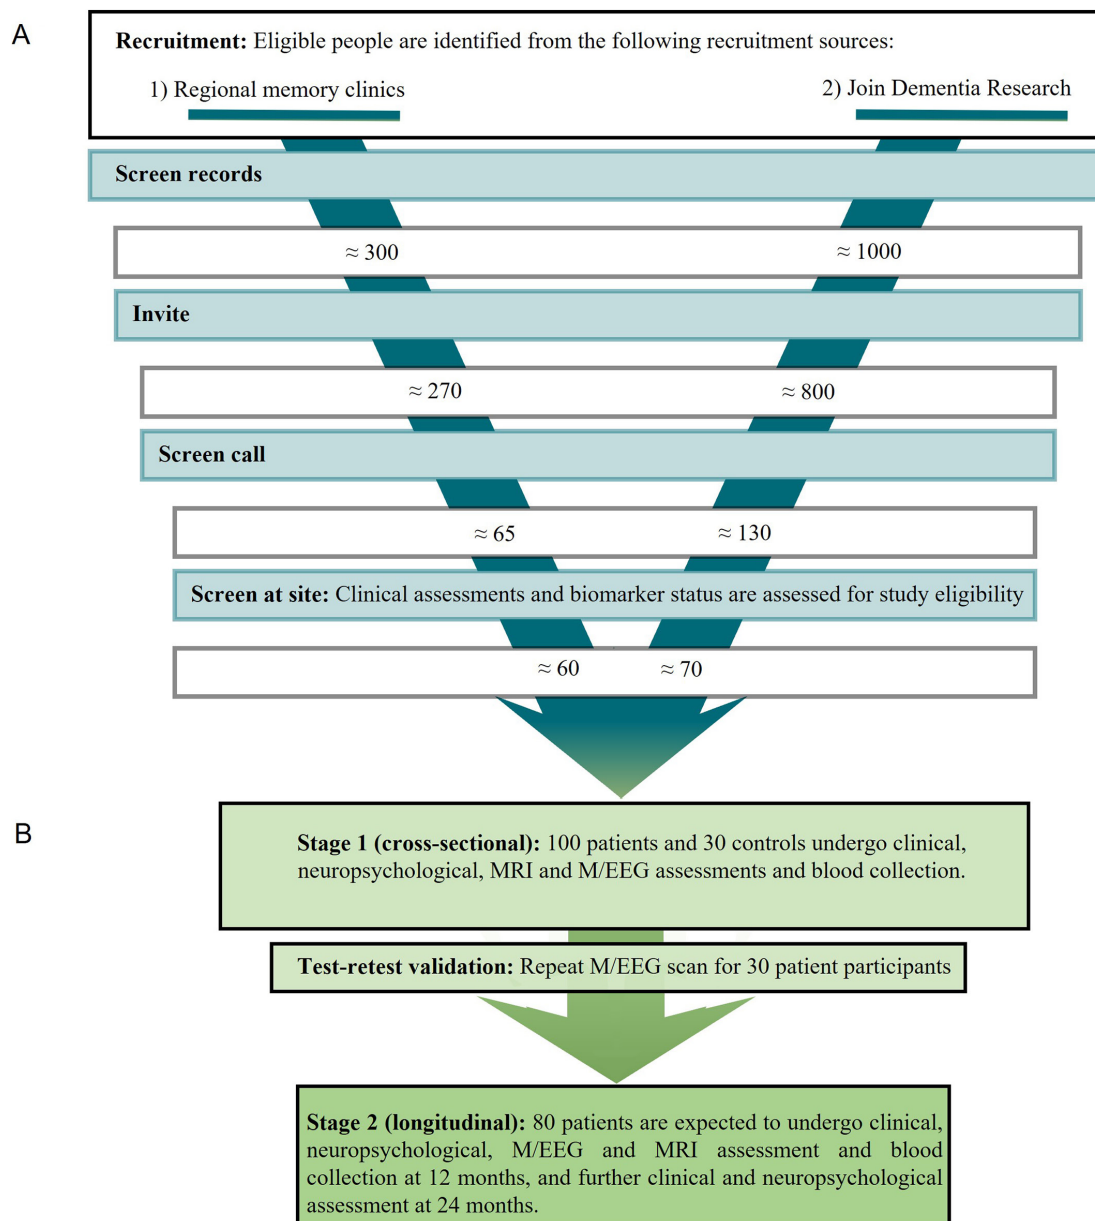 A
Recruitment: Eligible people are identified from the following recruitment sources:
1) Regional memory clinics
2) Join Dementia Research
Screen records
≈ 300
≈ 1000
Invite
≈ 270
≈ 800
Screen call
≈ 65
≈ 130
Screen at site: Clinical assessments and biomarker status are assessed for study eligibility
≈ 60
≈ 70
B
Stage 1 (cross-sectional): 100 patients and 30 controls undergo clinical,
neuropsychological, MRI and M/EEG assessments and blood collection.
Test-retest validation: Repeat M/EEG scan for 30 patient participants
Stage 2 (longitudinal): 80 patients are expected to undergo clinical,
neuropsychological, M/EEG and MRI assessment and blood
collection at 12 months, and further clinical and neuropsychological
assessment at 24 months.